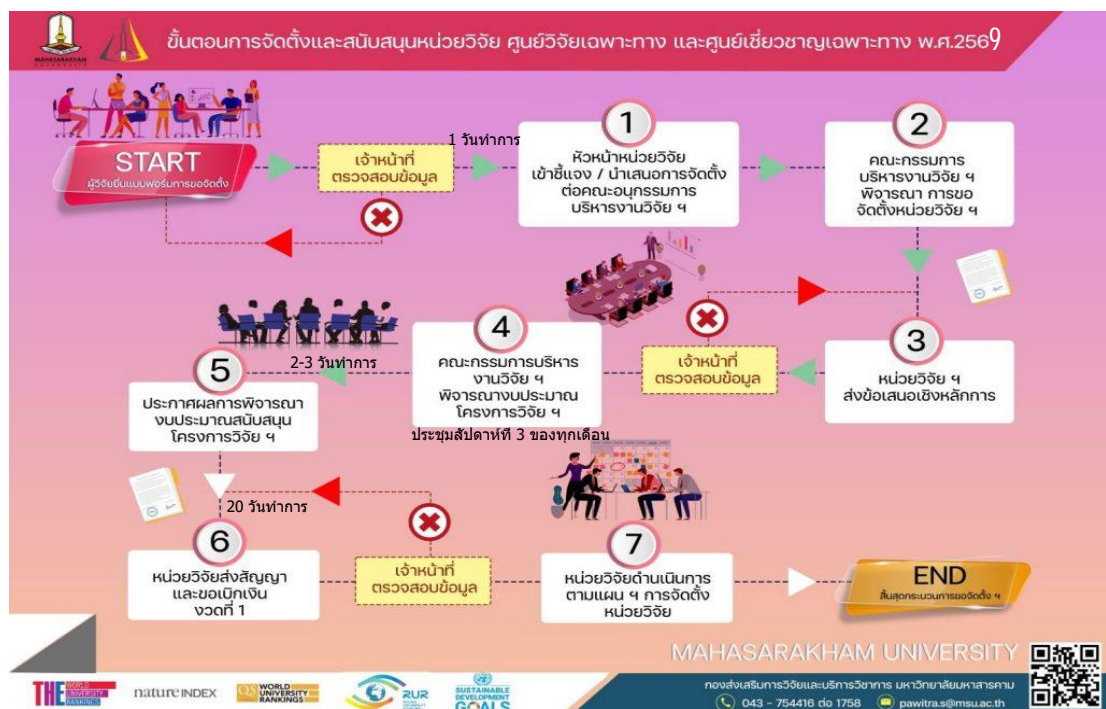 ขั้นตอนการจัดตั้งและสนับสนุนหน่วยวิจัย ศูนย์วิจัยเฉพาะทาง และศูนย์เชี่ยวชาญเฉพาะทาง พ.ศ.2569
MAHASARAKHAM
UNIVERSITY
START
ผู้วิจัยยื่นแบบฟอร์มการขอจัดตั้ง
เจ้าหน้าที่
ตรวจสอบข้อมูล
1 วันทำการ
1
หัวหน้าหน่วยวิจัย
เข้าชี้แจง / นำเสนอการจัดตั้ง
ต่อคณะอนุกรรมการ
บริหารงานวิจัย ฯ
2
คณะกรรมการ
บริหารงานวิจัย ฯ
พิจารณา การขอ
จัดตั้งหน่วยวิจัย ฯ
3
หน่วยวิจัย ฯ
ส่งข้อเสนอเชิงหลักการ
เจ้าหน้าที่
ตรวจสอบข้อมูล
4
คณะกรรมการบริหาร
งานวิจัย ฯ
พิจารณางบประมาณ
โครงการวิจัย ฯ
ประชุมสัปดาห์ที่ 3 ของทุกเดือน
2-3 วันทำการ
5
ประกาศผลการพิจารณา
งบประมาณสนับสนุน
โครงการวิจัย ฯ
20 วันทำการ
6
หน่วยวิจัยส่งสัญญา
และขอเบิกเงิน
งวดที่ 1
เจ้าหน้าที่
ตรวจสอบข้อมูล
7
หน่วยวิจัยดำเนินการ
ตามแผน ฯ การจัดตั้ง
หน่วยวิจัย
END
สิ้นสุดกระบวนการขอจัดตั้ง ฯ
MAHASARAKHAM UNIVERSITY
THE WORLD UNIVERSITY RANKINGS
nature INDEX
QS WORLD UNIVERSITY RANKINGS
RUR
SUSTAINABLE DEVELOPMENT GOALS
กองส่งเสริมการวิจัยและบริการวิชาการ มหาวิทยาลัยมหาสารคาม
043 - 754416 ต่อ 1758
pawitra.s@msu.ac.th